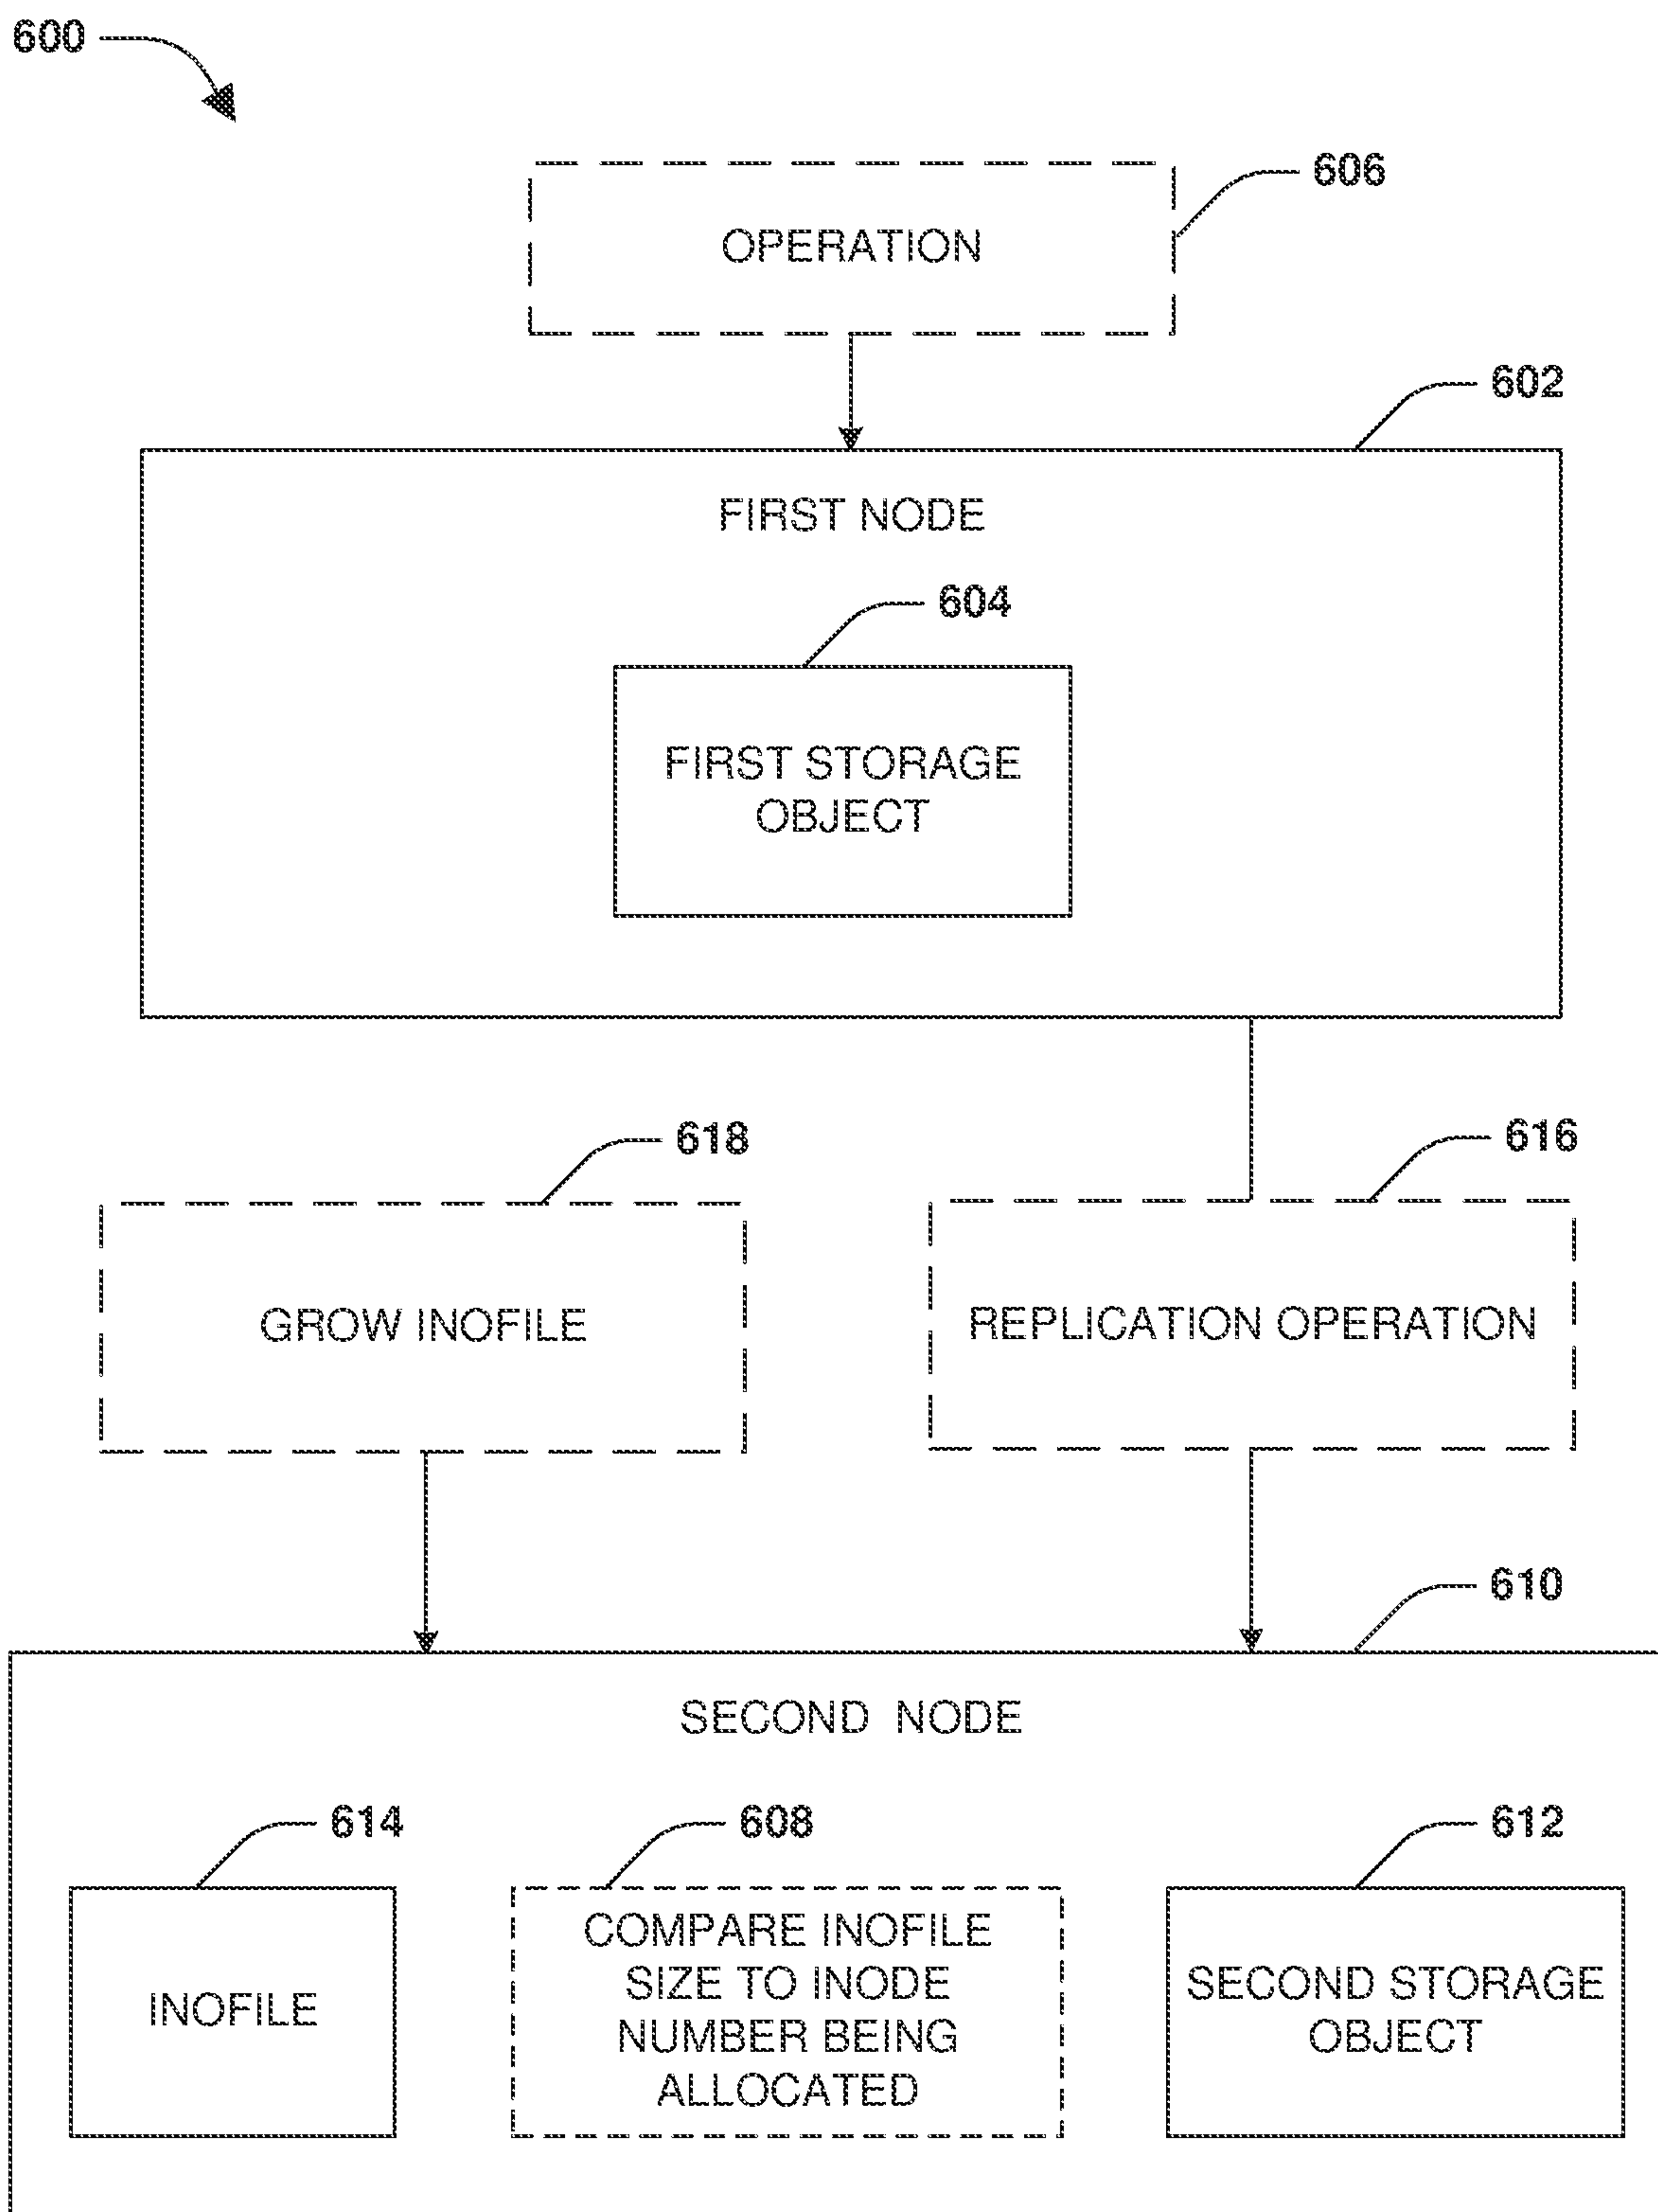 600
606
OPERATION
602
FIRST NODE
604
FIRST STORAGE
OBJECT
618
616
GROW INOFILE
REPLICATION OPERATION
610
SECOND NODE
614
608
612
INOFILE
COMPARE INOFILE
SIZE TO INODE
NUMBER BEING
ALLOCATED
SECOND STORAGE
OBJECT